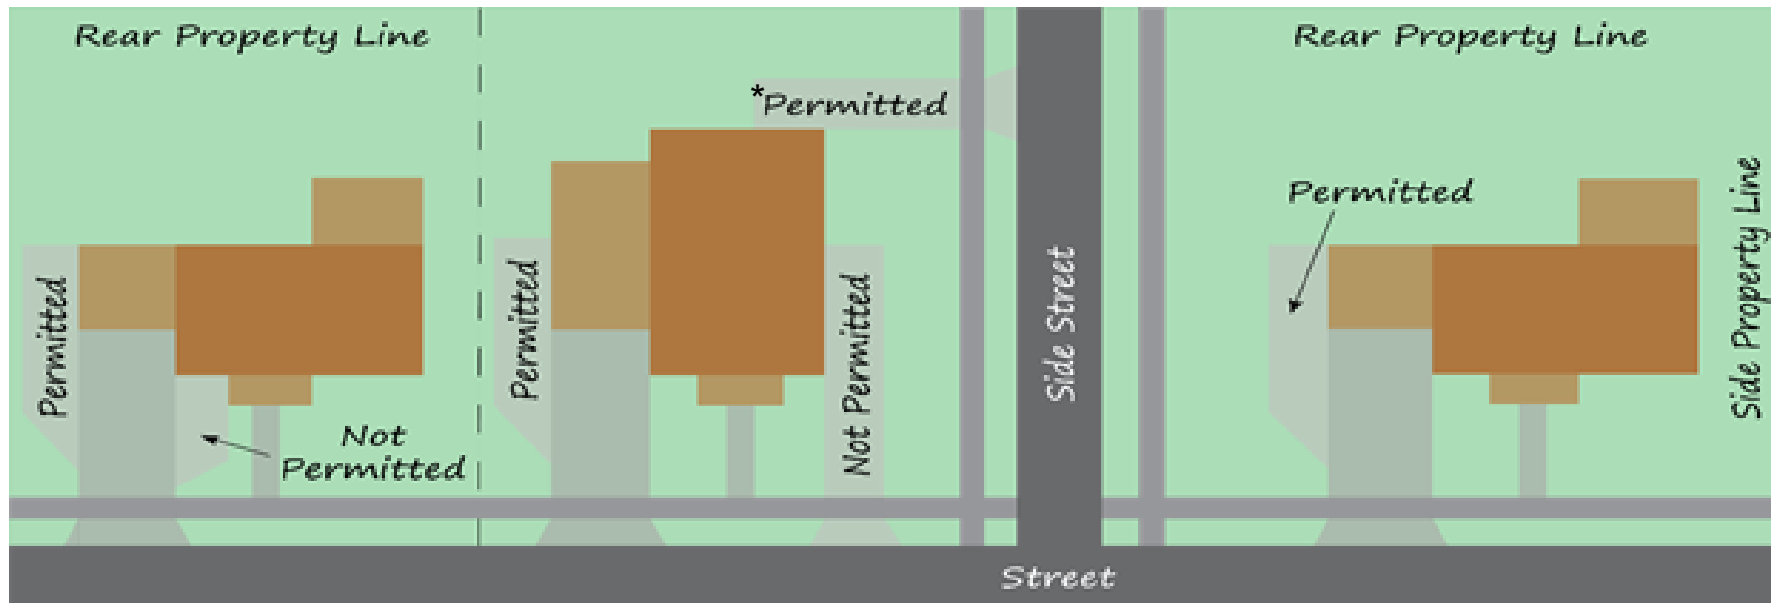 Rear Property Line
Rear Property Line
*Permitted
Permitted
Side Property Line
Permitted
Permitted
Not Permitted
Side Street
Not
Permitted
Street